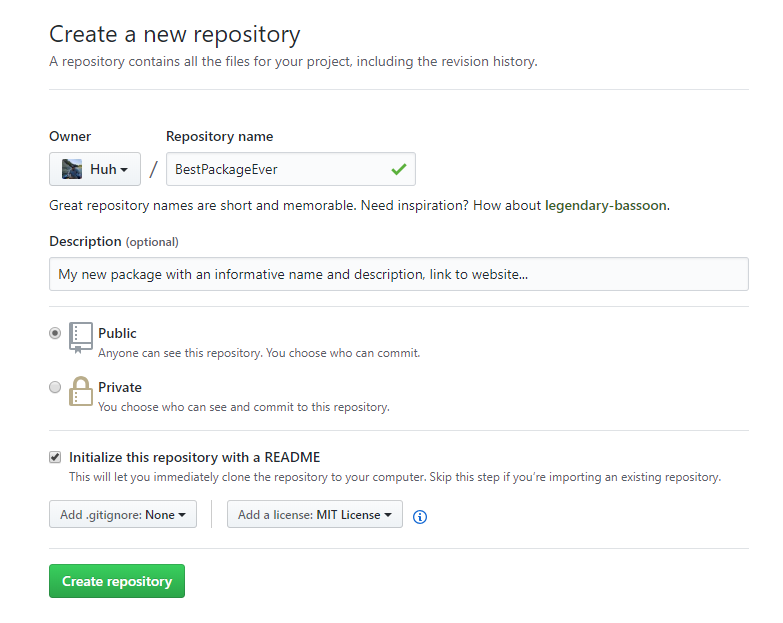 Create a new repository
A repository contains all the files for your project, including the revision history.
Owner
Repository name
Huh / BestPackageEver
Great repository names are short and memorable. Need inspiration? How about legendary-bassoon.
Description (optional)
My new package with an informative name and description, link to website...
Public
Anyone can see this repository. You choose who can commit.
Private
You choose who can see and commit to this repository.
Initialize this repository with a README
This will let you immediately clone the repository to your computer. Skip this step if you’re importing an existing repository.
Add .gitignore: None
Add a license: MIT License
Create repository